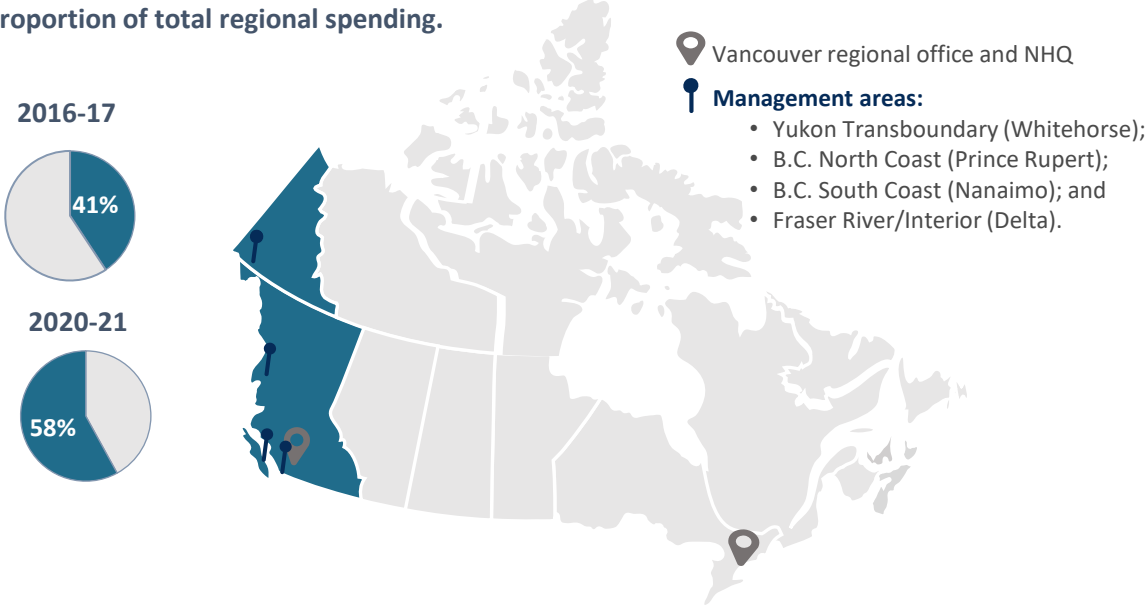 roportion of total regional spending.
2016-17
41%
2020-21
58%
Vancouver regional office and NHQ
Management areas:
• Yukon Transboundary (Whitehorse);
• B.C. North Coast (Prince Rupert);
• B.C. South Coast (Nanaimo); and
• Fraser River/Interior (Delta).